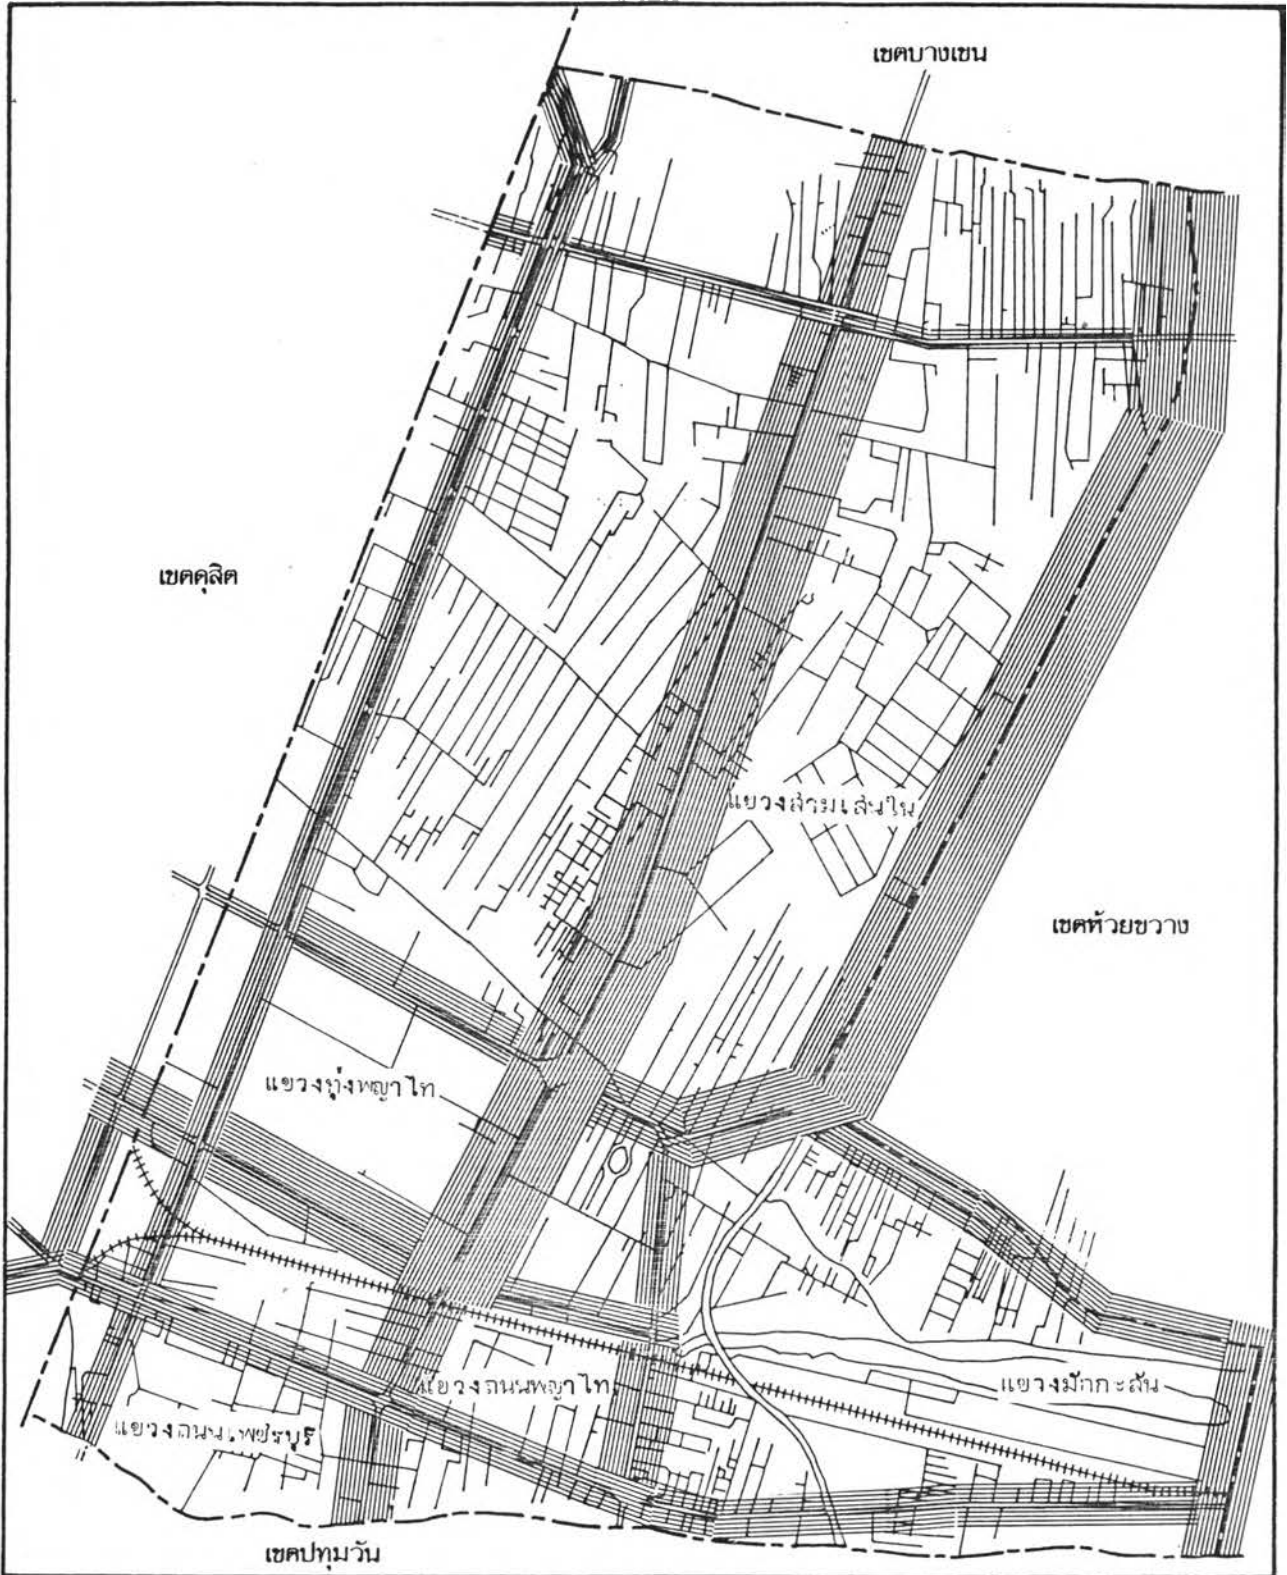 เขตบางเขน
เขตดุสิต
แขวงสามเสนใน
เขตห้วยขวาง
แขวงทุ่งพญาไท
แขวงถนนพญาไท
แขวงมักกะสัน
แขวงถนนเพชรบุรี
เขตปทุมวัน